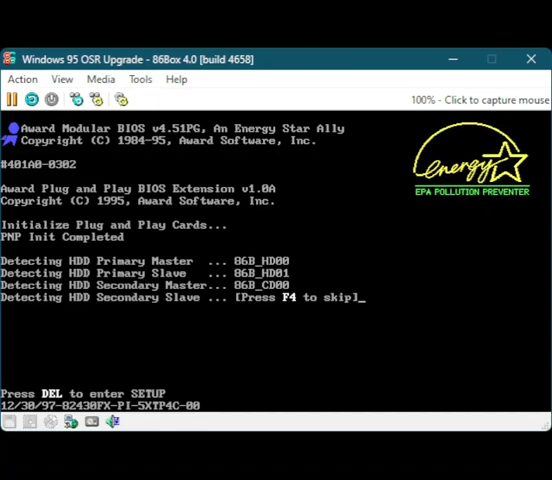 Windows 95 OSR Upgrade - 86Box 4.0 [build 4658]
Action View Media Tools Help
100% - Click to capture mouse
Award Modular BIOS v4.51PG, An Energy Star Ally
Copyright (C) 1984-95, Award Software, Inc.
#401A0-0302
energy
EPA POLLUTION PREVENTER
Award Plug and Play BIOS Extension v1.0A
Copyright (C) 1995, Award Software, Inc.
Initialize Plug and Play Cards...
PNP Init Completed
Detecting HDD Primary Master ... 86B_HD00
Detecting HDD Primary Slave ... 86B_HD01
Detecting HDD Secondary Master... 86B_CD00
Detecting HDD Secondary Slave ... [Press F4 to skip]_
Press DEL to enter SETUP
12/30/97-82430FX-PI-5XTP4C-00